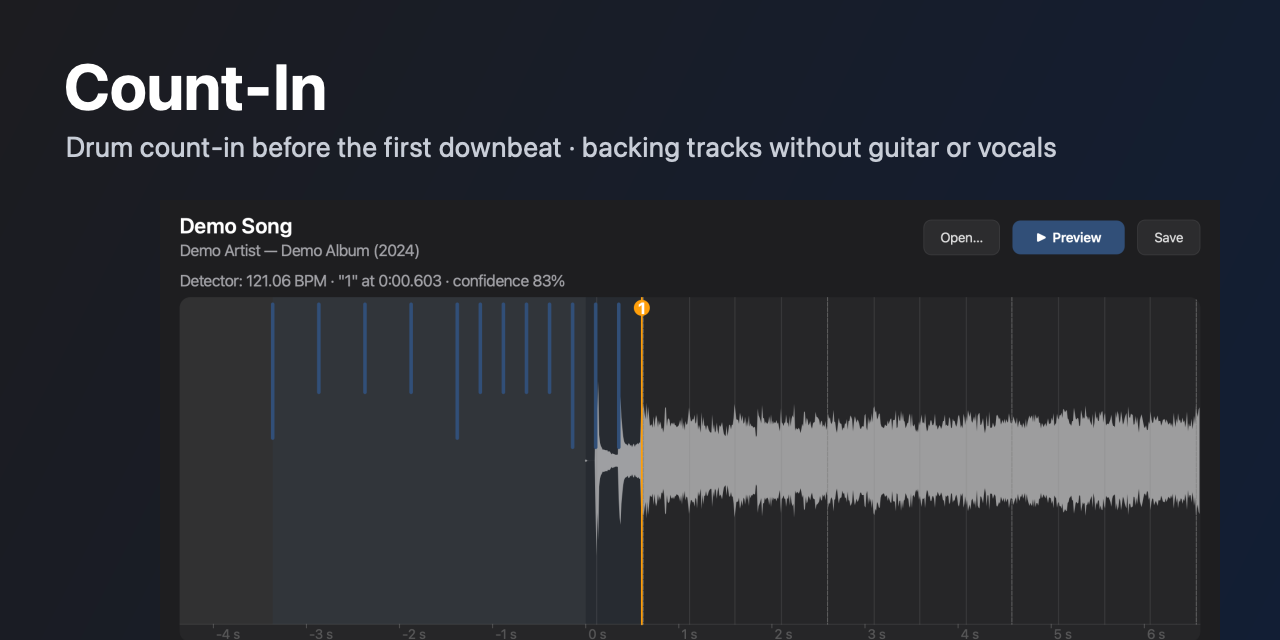 Count-In
Drum count-in before the first downbeat · backing tracks without guitar or vocals
Demo Song
Demo Artist — Demo Album (2024)
Open... Preview Save
Detector: 121.06 BPM · "1" at 0:00.603 · confidence 83%
1
-4 s -3 s -2 s -1 s 0 s 1 s 2 s 3 s 4 s 5 s 6 s